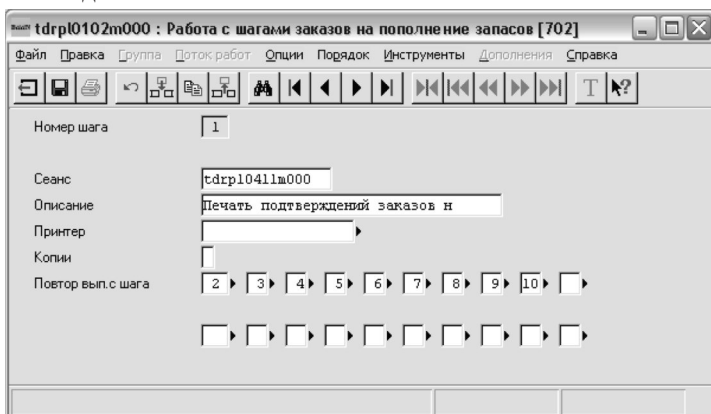 tdrpl0102m000 : Работа с шагами заказов на пополнение запасов [702]
Файл Правка Группа Поток работ Опции Порядок Инструменты Дополнения Справка
T ?
Номер шага 1
Сеанс tdrpl0411m000
Описание Печать подтверждений заказов н
Принтер
Копии
Повтор вып.с шага 2 3 4 5 6 7 8 9 10